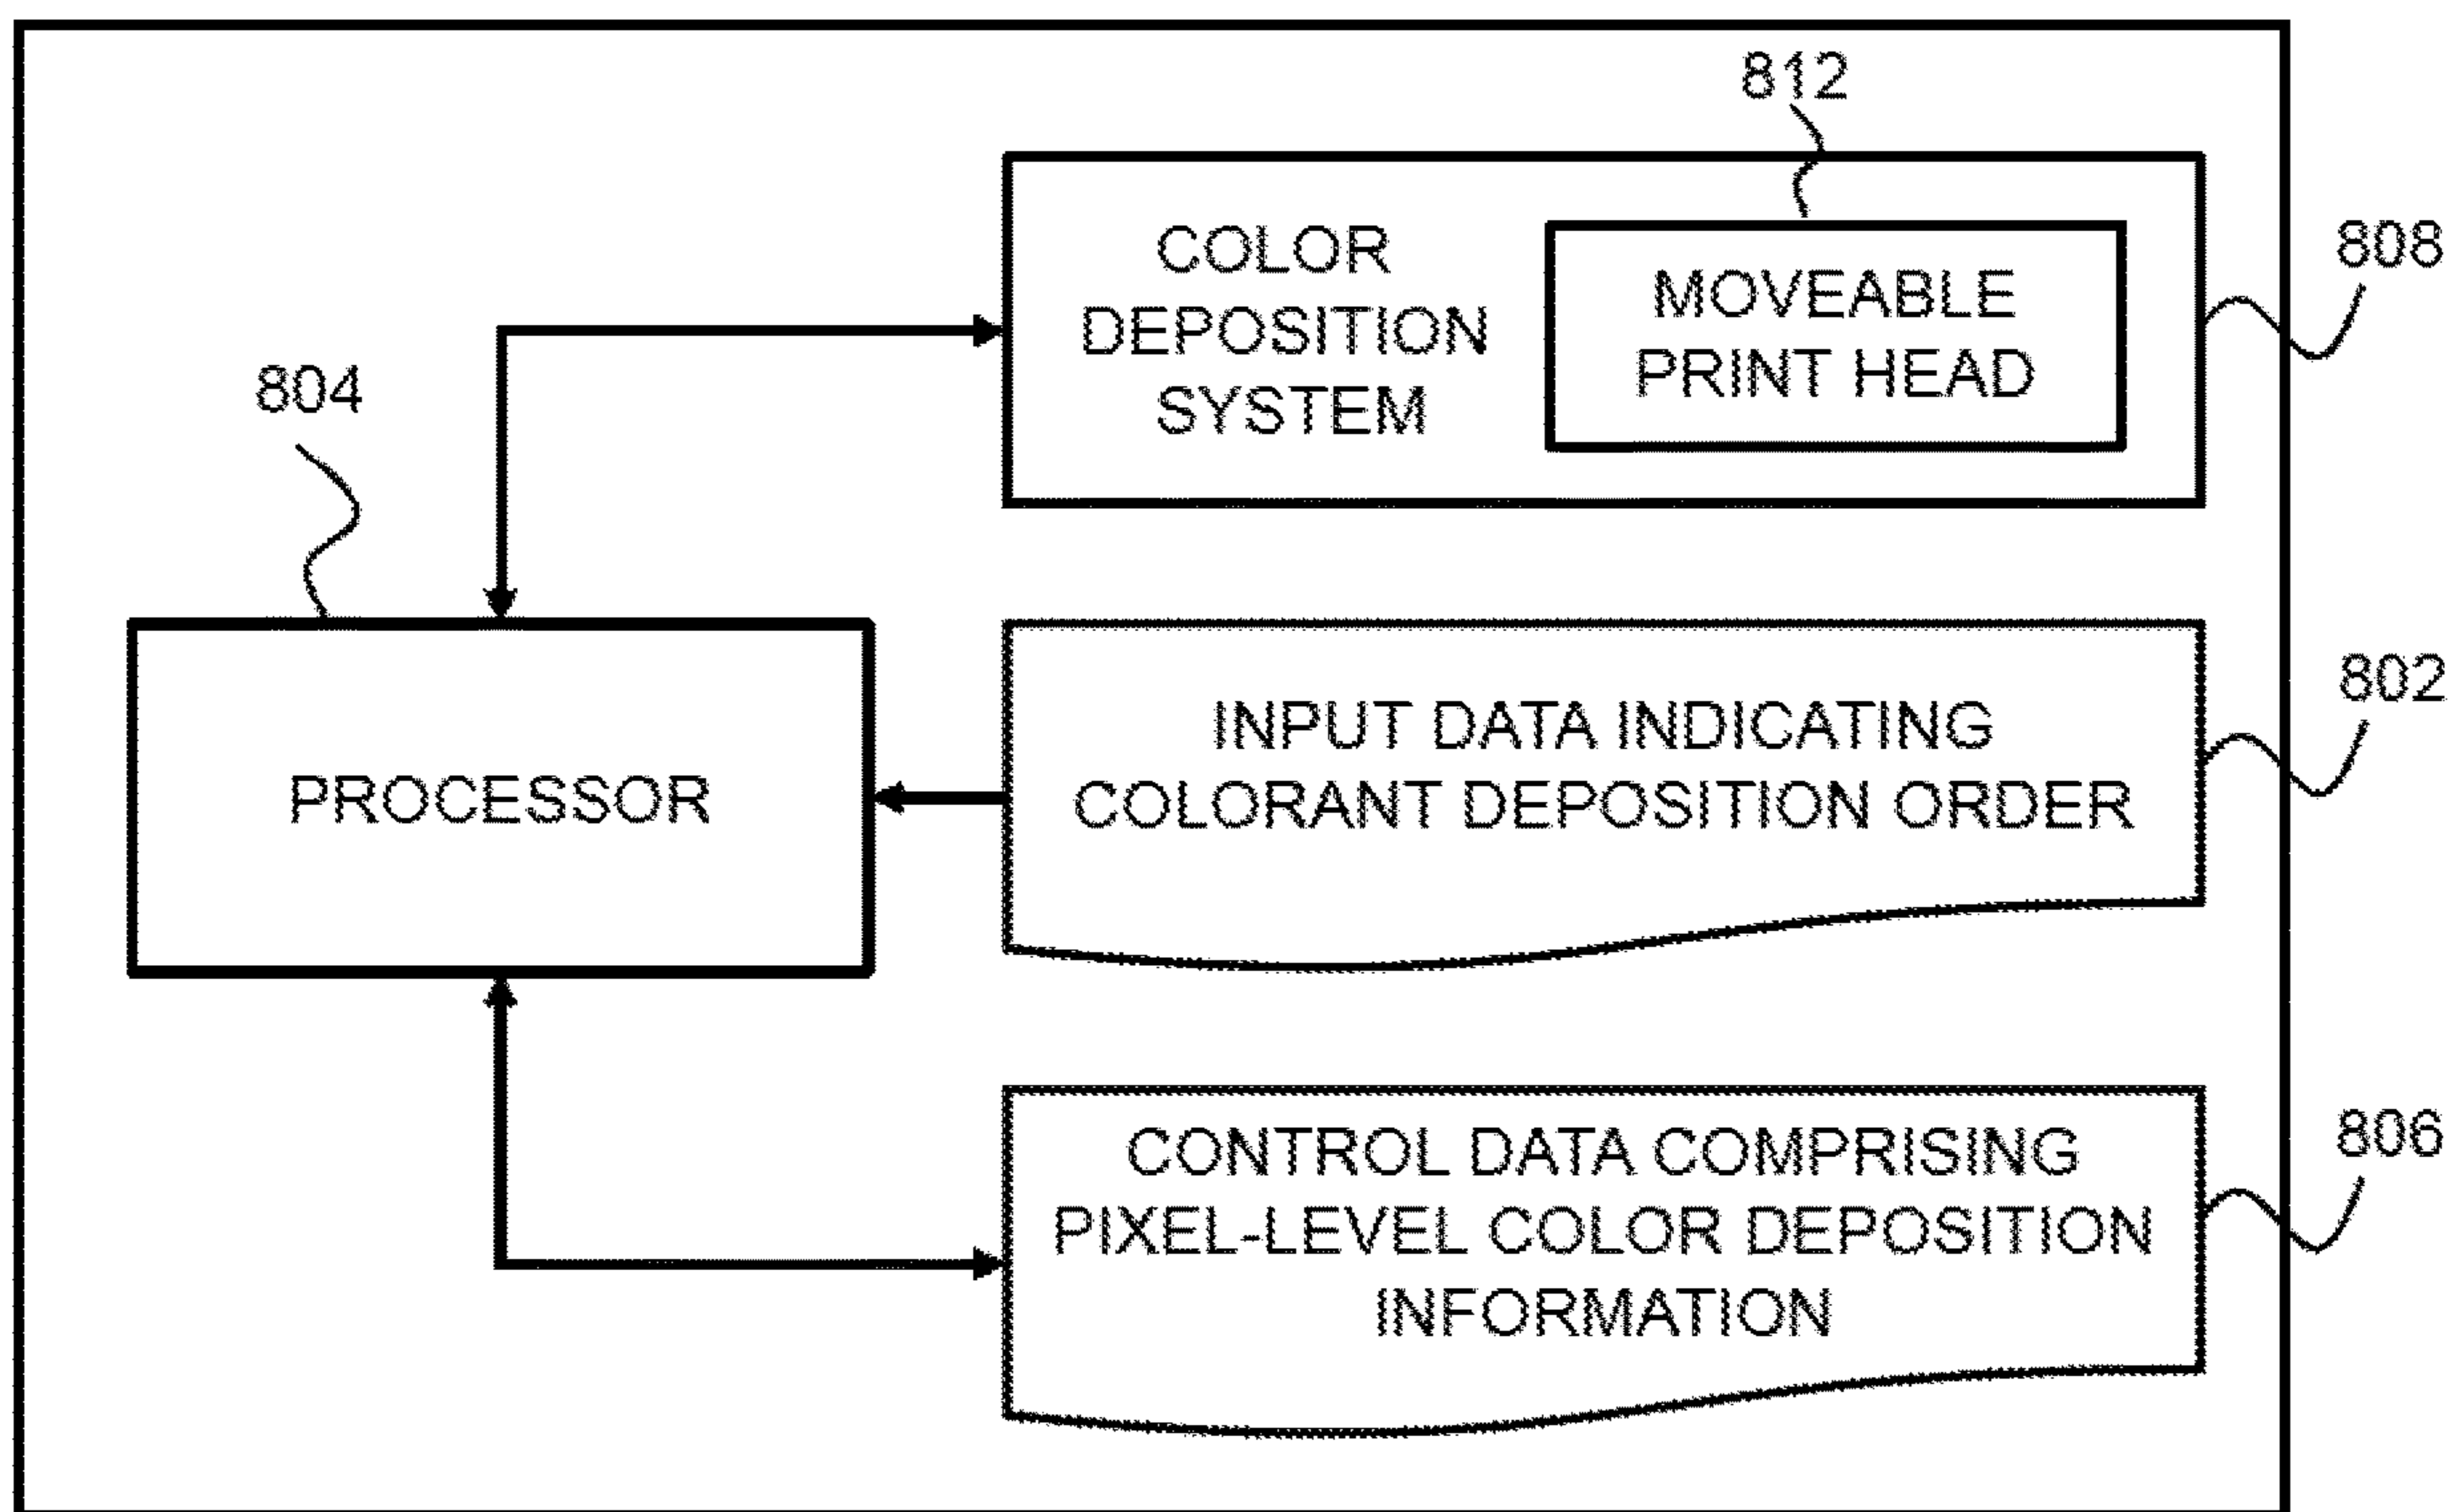 812
COLOR
DEPOSITION
SYSTEM
MOVEABLE
PRINT HEAD
808
804
PROCESSOR
INPUT DATA INDICATING
COLORANT DEPOSITION ORDER
802
CONTROL DATA COMPRISING
PIXEL-LEVEL COLOR DEPOSITION
INFORMATION
806